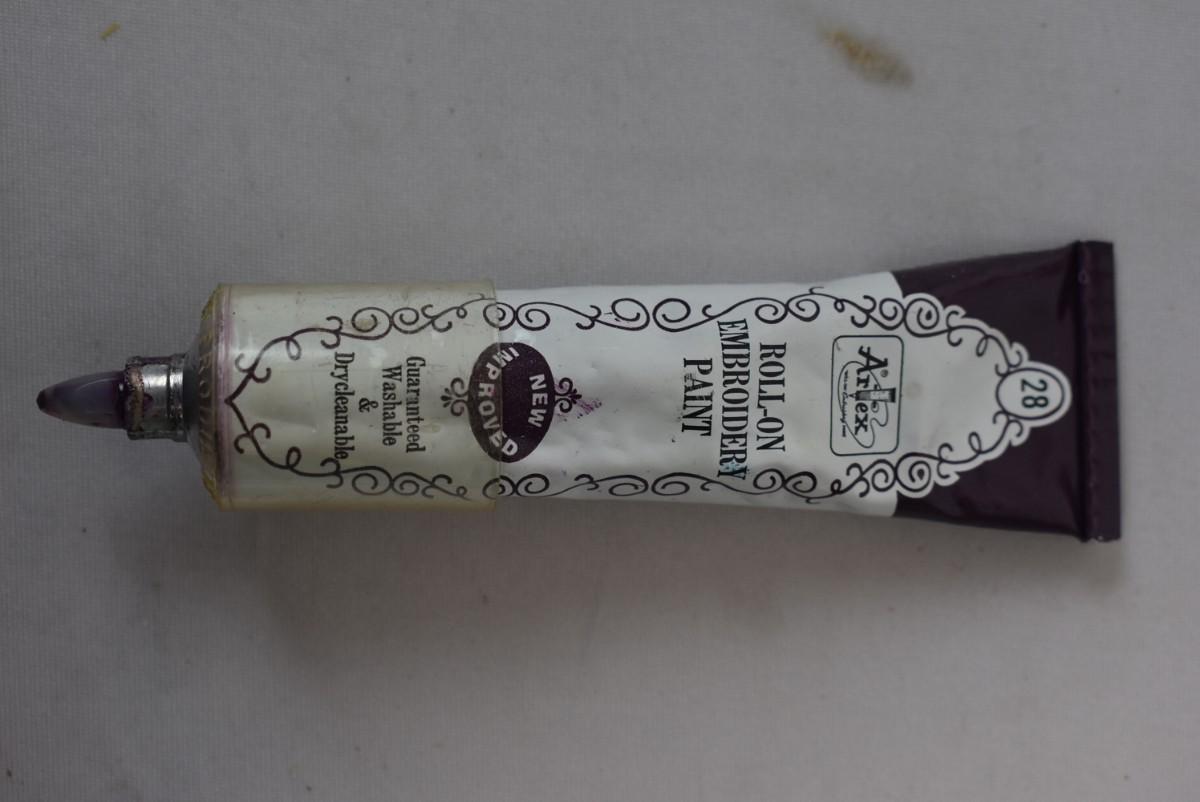 28
Artex®
ROLL-ON
EMBROIDERY
PAINT
NEW
IMPROVED
Guaranteed
Washable
&
Drycleanable